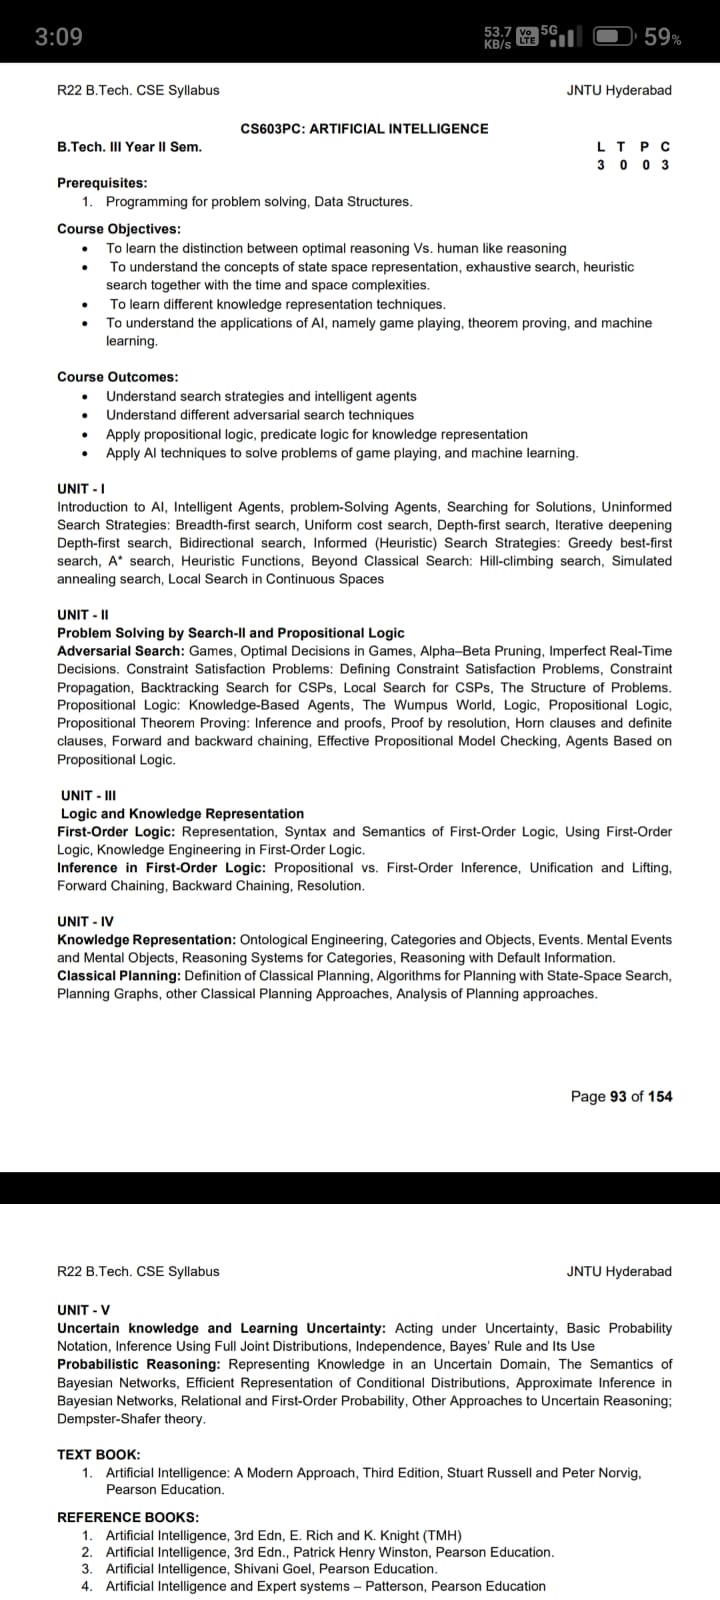 3:09
53.7 KB/s Vo LTE 5G 59%
R22 B.Tech. CSE Syllabus JNTU Hyderabad
CS603PC: ARTIFICIAL INTELLIGENCE
B.Tech. III Year II Sem. L T P C
3 0 0 3
Prerequisites:
1. Programming for problem solving, Data Structures.
Course Objectives:
• To learn the distinction between optimal reasoning Vs. human like reasoning
• To understand the concepts of state space representation, exhaustive search, heuristic
search together with the time and space complexities.
• To learn different knowledge representation techniques.
• To understand the applications of AI, namely game playing, theorem proving, and machine
learning.
Course Outcomes:
• Understand search strategies and intelligent agents
• Understand different adversarial search techniques
• Apply propositional logic, predicate logic for knowledge representation
• Apply AI techniques to solve problems of game playing, and machine learning.
UNIT - I
Introduction to AI, Intelligent Agents, problem-Solving Agents, Searching for Solutions, Uninformed
Search Strategies: Breadth-first search, Uniform cost search, Depth-first search, Iterative deepening
Depth-first search, Bidirectional search, Informed (Heuristic) Search Strategies: Greedy best-first
search, A* search, Heuristic Functions, Beyond Classical Search: Hill-climbing search, Simulated
annealing search, Local Search in Continuous Spaces
UNIT - II
Problem Solving by Search-II and Propositional Logic
Adversarial Search: Games, Optimal Decisions in Games, Alpha–Beta Pruning, Imperfect Real-Time
Decisions. Constraint Satisfaction Problems: Defining Constraint Satisfaction Problems, Constraint
Propagation, Backtracking Search for CSPs, Local Search for CSPs, The Structure of Problems.
Propositional Logic: Knowledge-Based Agents, The Wumpus World, Logic, Propositional Logic,
Propositional Theorem Proving: Inference and proofs, Proof by resolution, Horn clauses and definite
clauses, Forward and backward chaining, Effective Propositional Model Checking, Agents Based on
Propositional Logic.
UNIT - III
Logic and Knowledge Representation
First-Order Logic: Representation, Syntax and Semantics of First-Order Logic, Using First-Order
Logic, Knowledge Engineering in First-Order Logic.
Inference in First-Order Logic: Propositional vs. First-Order Inference, Unification and Lifting,
Forward Chaining, Backward Chaining, Resolution.
UNIT - IV
Knowledge Representation: Ontological Engineering, Categories and Objects, Events. Mental Events
and Mental Objects, Reasoning Systems for Categories, Reasoning with Default Information.
Classical Planning: Definition of Classical Planning, Algorithms for Planning with State-Space Search,
Planning Graphs, other Classical Planning Approaches, Analysis of Planning approaches.
Page 93 of 154
R22 B.Tech. CSE Syllabus JNTU Hyderabad
UNIT - V
Uncertain knowledge and Learning Uncertainty: Acting under Uncertainty, Basic Probability
Notation, Inference Using Full Joint Distributions, Independence, Bayes' Rule and Its Use
Probabilistic Reasoning: Representing Knowledge in an Uncertain Domain, The Semantics of
Bayesian Networks, Efficient Representation of Conditional Distributions, Approximate Inference in
Bayesian Networks, Relational and First-Order Probability, Other Approaches to Uncertain Reasoning;
Dempster-Shafer theory.
TEXT BOOK:
1. Artificial Intelligence: A Modern Approach, Third Edition, Stuart Russell and Peter Norvig,
Pearson Education.
REFERENCE BOOKS:
1. Artificial Intelligence, 3rd Edn, E. Rich and K. Knight (TMH)
2. Artificial Intelligence, 3rd Edn., Patrick Henry Winston, Pearson Education.
3. Artificial Intelligence, Shivani Goel, Pearson Education.
4. Artificial Intelligence and Expert systems – Patterson, Pearson Education